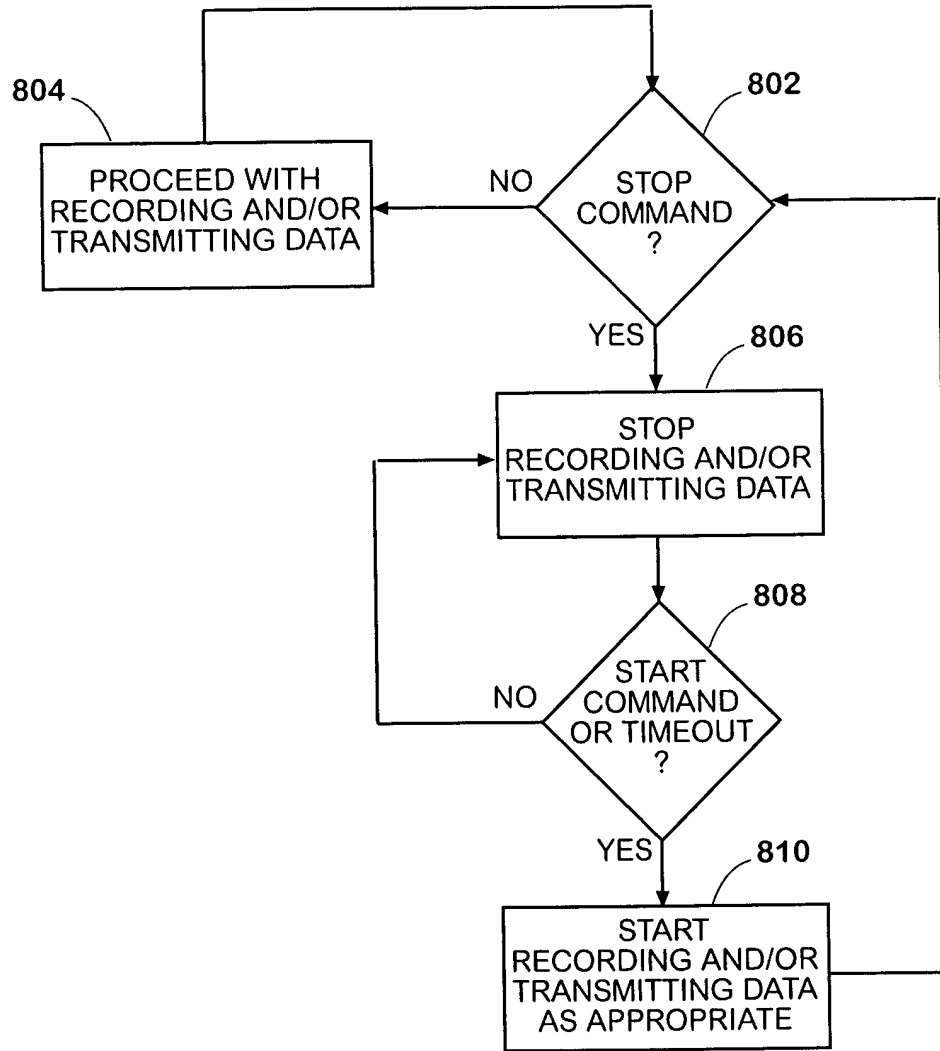 804
802
PROCEED WITH
RECORDING AND/OR
TRANSMITTING DATA
NO
STOP
COMMAND
?
YES
806
STOP
RECORDING AND/OR
TRANSMITTING DATA
808
NO
START
COMMAND
OR TIMEOUT
?
YES
810
START
RECORDING AND/OR
TRANSMITTING DATA
AS APPROPRIATE